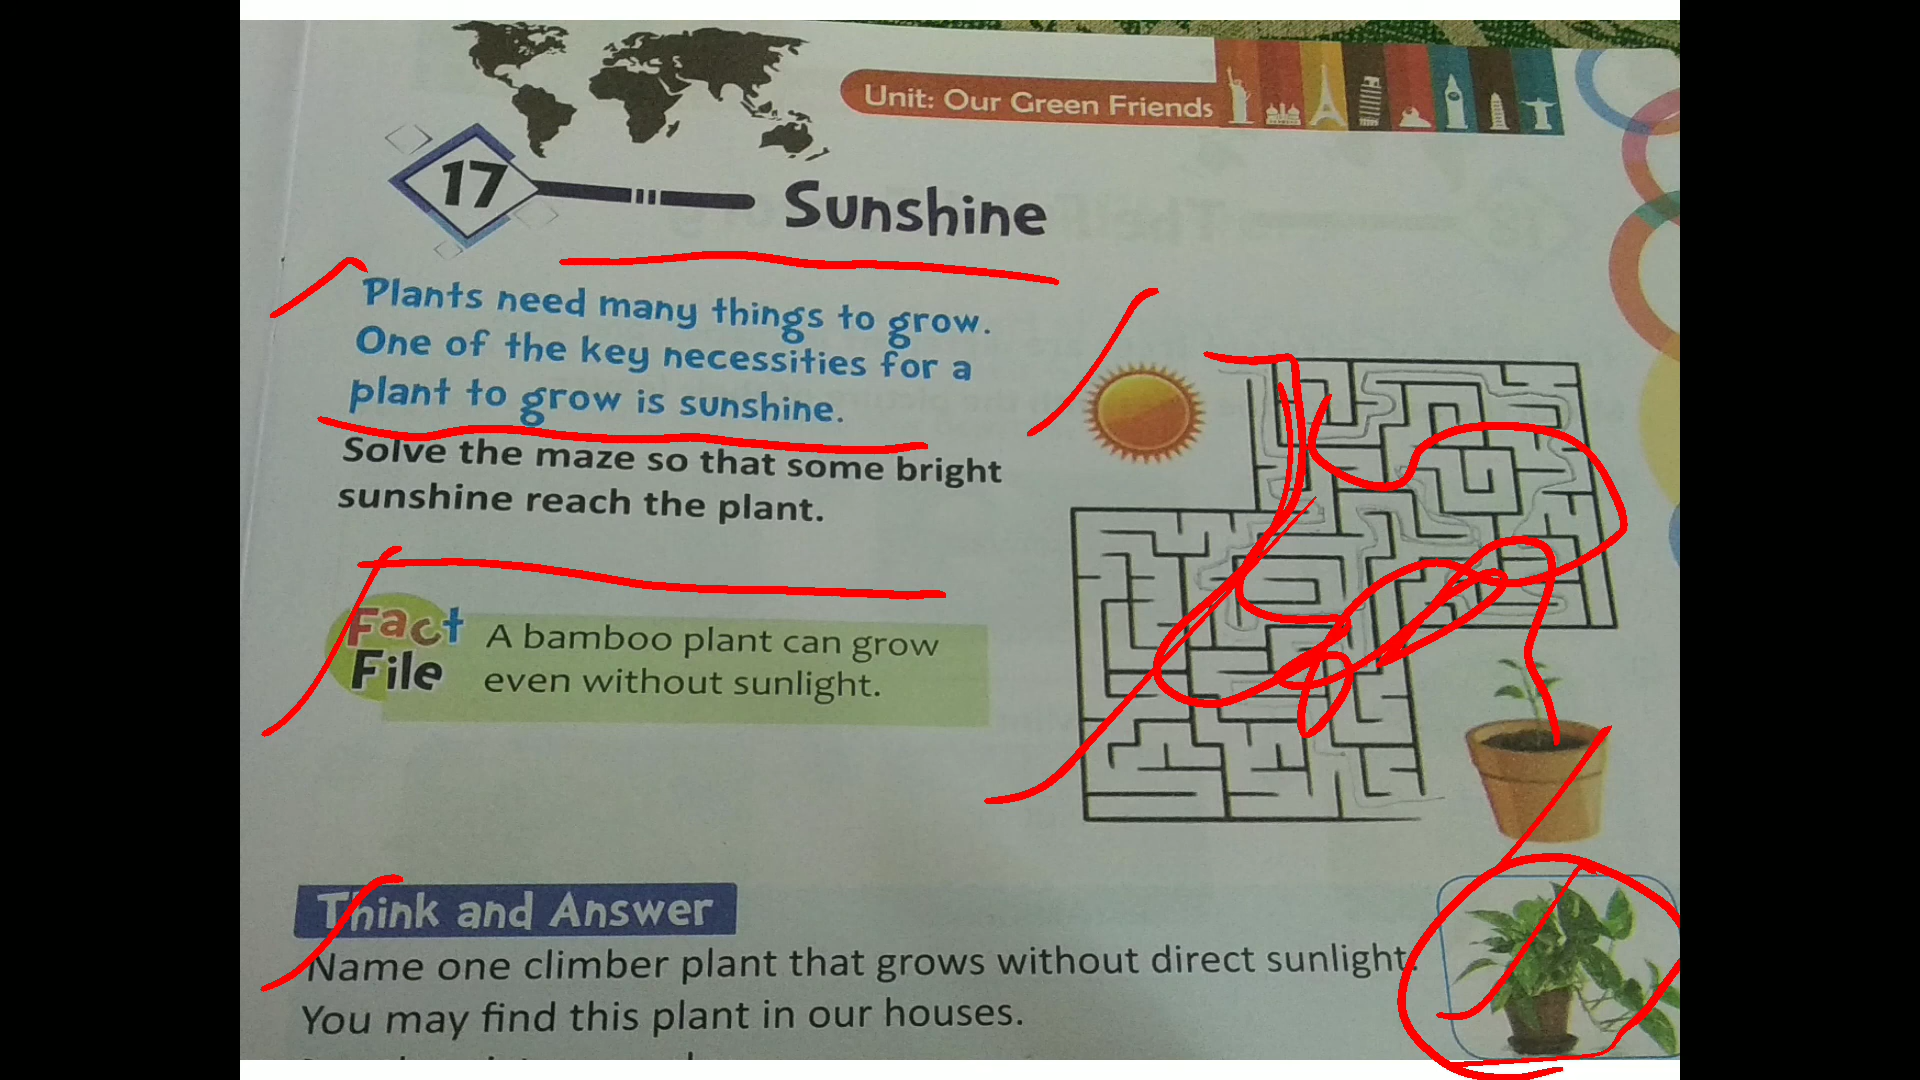 Unit: Our Green Friends
17
Sunshine
Plants need many things to grow.
One of the key necessities for a
plant to grow is sunshine.
Solve the maze so that some bright
sunshine reach the plant.
Fact
File
A bamboo plant can grow
even without sunlight.
Think and Answer
Name one climber plant that grows without direct sunlight.
You may find this plant in our houses.